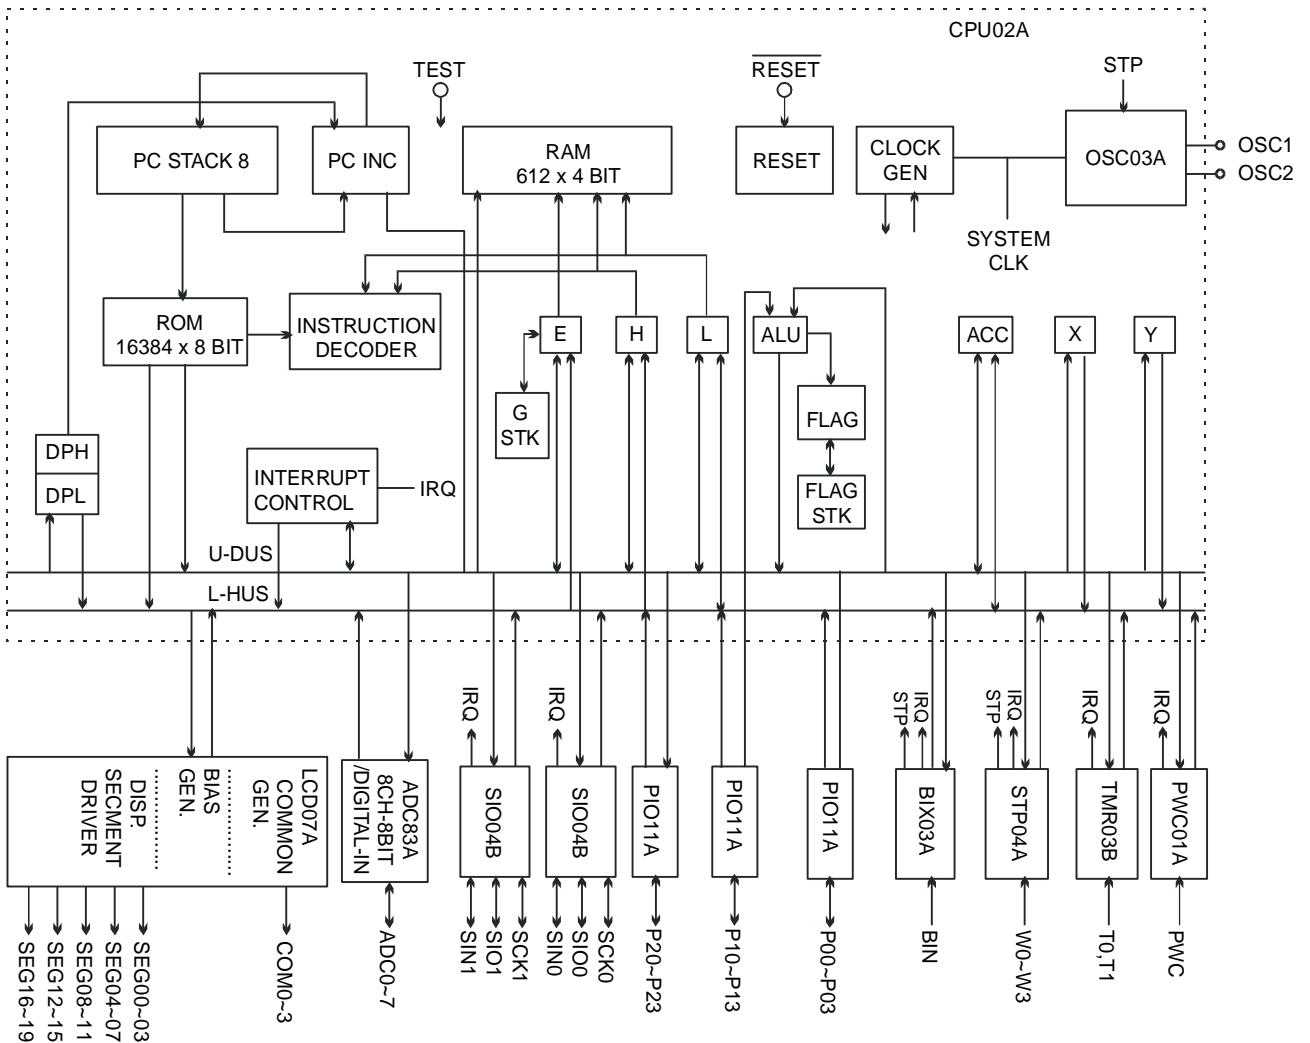 CPU02A
TEST
RESET
STP
PC STACK 8
PC INC
RAM
612 x 4 BIT
RESET
CLOCK
GEN
OSC03A
OSC1
OSC2
SYSTEM
CLK
ROM
16384 x 8 BIT
INSTRUCTION
DECODER
E
H
L
ALU
ACC
X
Y
G
STK
FLAG
FLAG
STK
DPH
DPL
INTERRUPT
CONTROL
IRQ
U-DUS
L-HUS
IRQ
IRQ
STP
IRQ
STP
IRQ
IRQ
IRQ
LCD07A
COMMON
GEN.
BIAS
GEN.
DISP.
SECMENT
DRIVER
ADC83A
8CH-8BIT
/DIGITAL-IN
SIO04B
SIO04B
PIO11A
PIO11A
PIO11A
BIX03A
STP04A
TMR03B
PWC01A
SEG16~19
SEG12~15
SEG08~11
SEG04~07
SEG00~03
COM0~3
ADC0~7
SIN1
SIO1
SCK1
SIN0
SIO0
SCK0
P20~P23
P10~P13
P00~P03
BIN
W0~W3
T0,T1
PWC